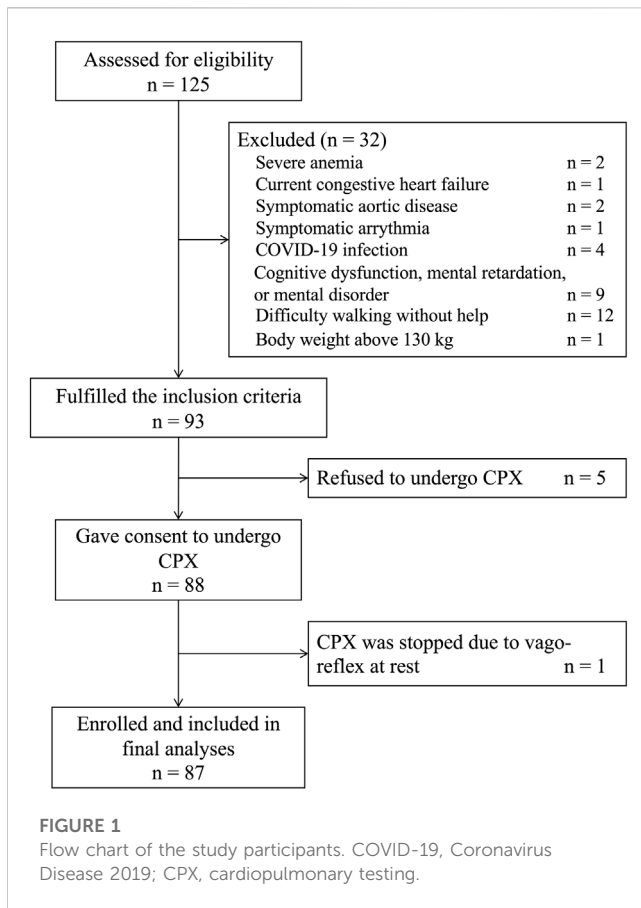 Assessed for eligibility
n = 125
Excluded (n = 32)
Severe anemia n = 2
Current congestive heart failure n = 1
Symptomatic aortic disease n = 2
Symptomatic arrythmia n = 1
COVID-19 infection n = 4
Cognitive dysfunction, mental retardation,
or mental disorder n = 9
Difficulty walking without help n = 12
Body weight above 130 kg n = 1
Fulfilled the inclusion criteria
n = 93
Refused to undergo CPX n = 5
Gave consent to undergo
CPX
n = 88
CPX was stopped due to vago-
reflex at rest n = 1
Enrolled and included in
final analyses
n = 87
FIGURE 1
Flow chart of the study participants. COVID-19, Coronavirus
Disease 2019; CPX, cardiopulmonary testing.